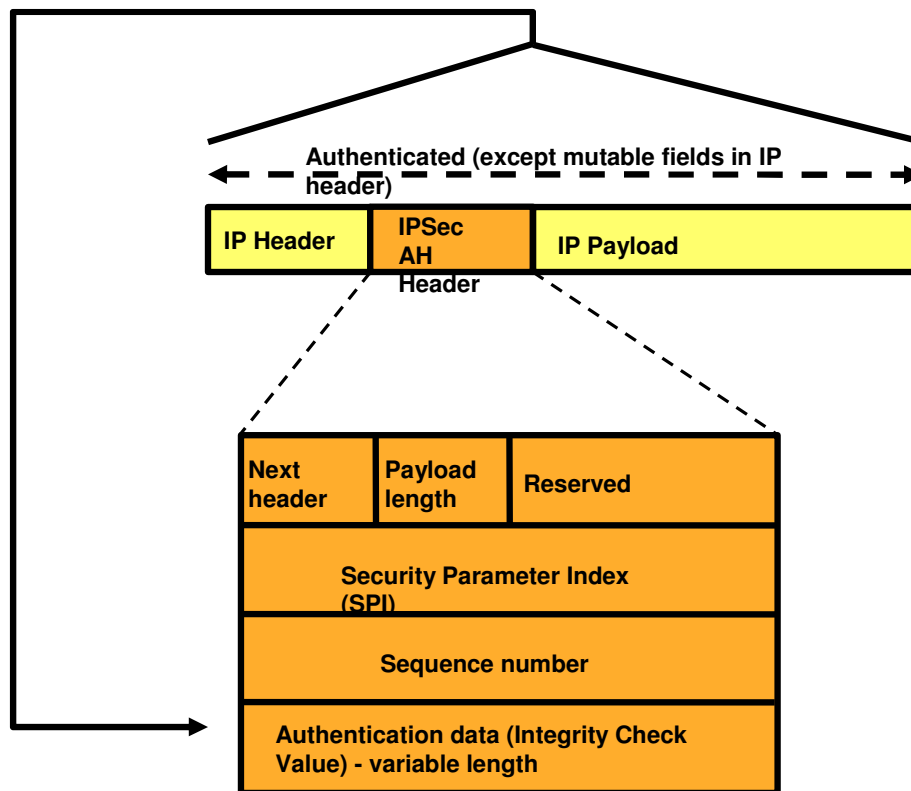 Authenticated (except mutable fields in IP
header)
IP Header
IPSec
AH
Header
IP Payload
Next
header
Payload
length
Reserved
Security Parameter Index
(SPI)
Sequence number
Authentication data (Integrity Check
Value) - variable length